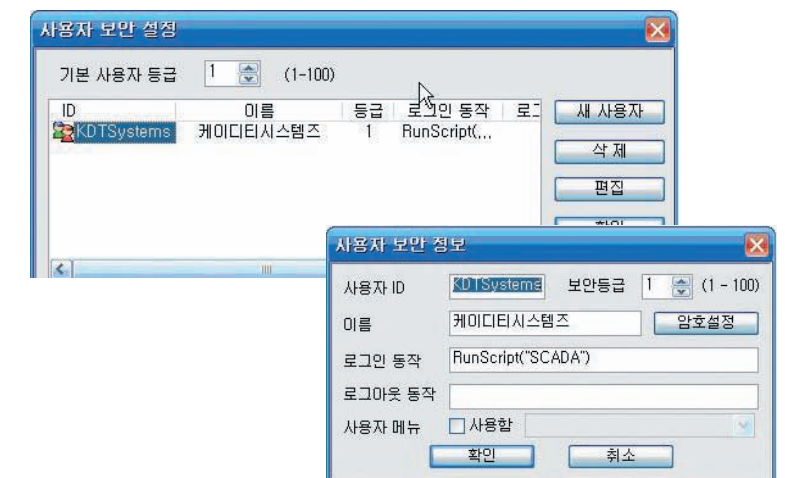 사용자 보안 설정
기본 사용자 등급 1 (1-100)
ID 이름 등급 로그인 동작 로그
KDTSystems 케이디티시스템즈 1 RunScript(...
새 사용자
삭 제
편집
확인
사용자 보안 정보
사용자 ID KDTSystems 보안등급 1 (1 - 100)
이름 케이디티시스템즈 암호설정
로그인 동작 RunScript("SCADA")
로그아웃 동작
사용자 메뉴 사용함
확인 취소